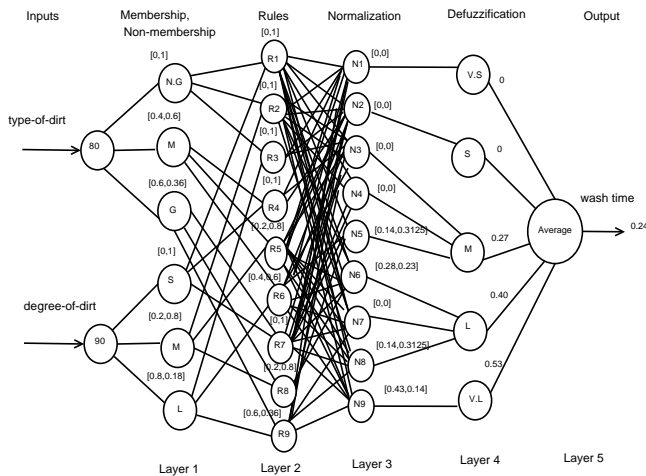 Inputs
Membership,
Non-membership
Rules
Normalization
Defuzzification
Output
type-of-dirt
80
degree-of-dirt
90
[0,1]
N.G
[0.4,0.6]
M
[0.6,0.36]
G
[0,1]
S
[0.2,0.8]
M
[0.8,0.18]
L
[0,1]
R1
[0,1]
R2
[0,1]
R3
[0,1]
R4
[0.2,0.8]
R5
[0.4,0.6]
R6
[0,1]
R7
[0.2,0.8]
R8
[0.6,0.36]
R9
[0,0]
N1
[0,0]
N2
[0,0]
N3
[0,0]
N4
[0.14,0.3125]
N5
[0.28,0.23]
N6
[0,0]
N7
[0.14,0.3125]
N8
[0.43,0.14]
N9
V.S
0
S
0
M
0.27
L
0.40
V.L
0.53
Average
wash time
0.24
Layer 1
Layer 2
Layer 3
Layer 4
Layer 5